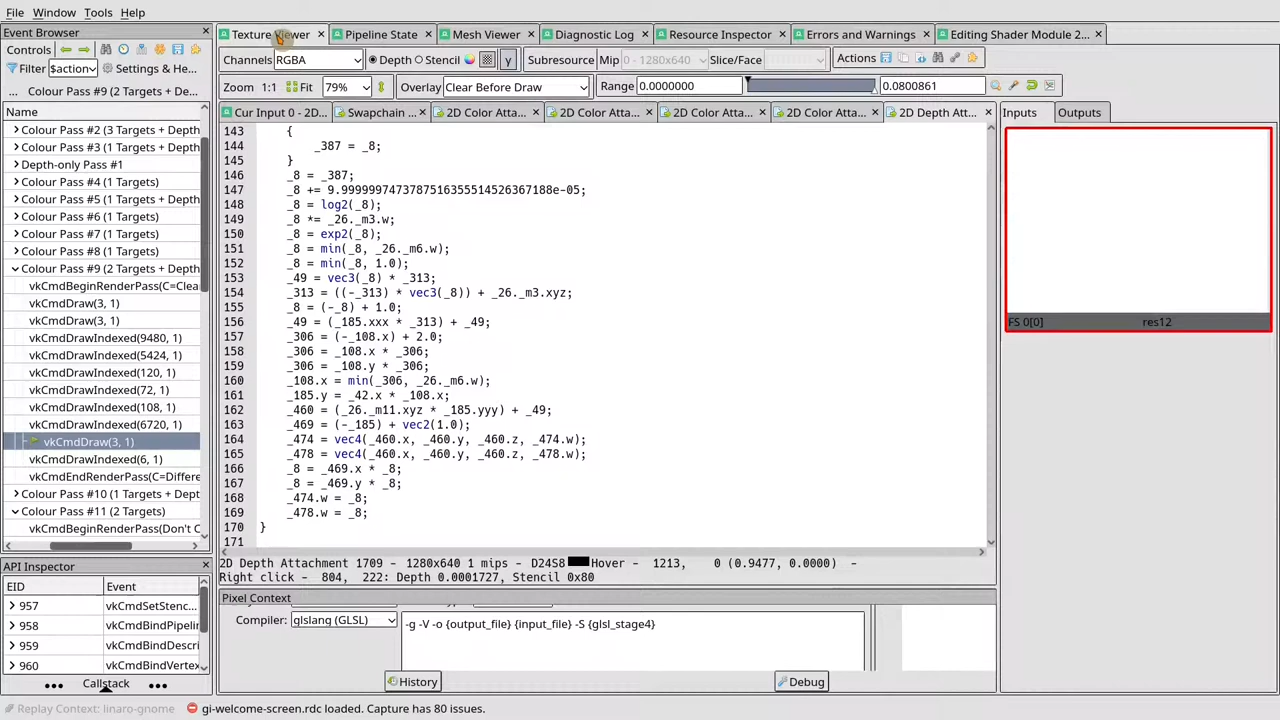 File Window Tools Help
Event Browser
Controls
Filter $action
Settings & He...
... Colour Pass #9 (2 Targets + De...
Name
Colour Pass #2 (3 Targets + Depth
Colour Pass #3 (1 Targets + Depth
Depth-only Pass #1
Colour Pass #4 (1 Targets)
Colour Pass #5 (1 Targets + Depth
Colour Pass #6 (1 Targets)
Colour Pass #7 (1 Targets)
Colour Pass #8 (1 Targets)
Colour Pass #9 (2 Targets + Depth
vkCmdBeginRenderPass(C=Clea
vkCmdDraw(3, 1)
vkCmdDraw(3, 1)
vkCmdDrawIndexed(9480, 1)
vkCmdDrawIndexed(5424, 1)
vkCmdDrawIndexed(120, 1)
vkCmdDrawIndexed(72, 1)
vkCmdDrawIndexed(108, 1)
vkCmdDrawIndexed(6720, 1)
vkCmdDraw(3, 1)
vkCmdDrawIndexed(6, 1)
vkCmdEndRenderPass(C=Differe
Colour Pass #10 (1 Targets + Dept
Colour Pass #11 (2 Targets)
vkCmdBeginRenderPass(Don't C
API Inspector
EID Event
957 vkCmdSetStenc...
958 vkCmdBindPipelin
959 vkCmdBindDescri
960 vkCmdBindVertex
Callstack
Texture Viewer
Pipeline State
Mesh Viewer
Diagnostic Log
Resource Inspector
Errors and Warnings
Editing Shader Module 2...
Channels RGBA Depth Stencil y Subresource Mip 0 - 1280x640 Slice/Face Actions
Zoom 1:1 Fit 79% Overlay Clear Before Draw Range 0.0000000 0.0800861
Cur Input 0 - 2D...
Swapchain ...
2D Color Atta...
2D Color Atta...
2D Color Atta...
2D Color Atta...
2D Depth Att...
143 {
144 _387 = _8;
145 }
146 _8 = _387;
147 _8 += 9.9999997473787516355514526367188e-05;
148 _8 = log2(_8);
149 _8 *= _26._m3.w;
150 _8 = exp2(_8);
151 _8 = min(_8, _26._m6.w);
152 _8 = min(_8, 1.0);
153 _49 = vec3(_8) * _313;
154 _313 = ((-_313) * vec3(_8)) + _26._m3.xyz;
155 _8 = (-_8) + 1.0;
156 _49 = (_185.xxx * _313) + _49;
157 _306 = (-_108.x) + 2.0;
158 _306 = _108.x * _306;
159 _306 = _108.y * _306;
160 _108.x = min(_306, _26._m6.w);
161 _185.y = _42.x * _108.x;
162 _460 = (_26._m11.xyz * _185.yyy) + _49;
163 _469 = (-_185) + vec2(1.0);
164 _474 = vec4(_460.x, _460.y, _460.z, _474.w);
165 _478 = vec4(_460.x, _460.y, _460.z, _478.w);
166 _8 = _469.x * _8;
167 _8 = _469.y * _8;
168 _474.w = _8;
169 _478.w = _8;
170 }
171
2D Depth Attachment 1709 - 1280x640 1 mips - D24S8 Hover - 1213, 0 (0.9477, 0.0000) -
Right click - 804, 222: Depth 0.0001727, Stencil 0x80
Pixel Context
Compiler: glslang (GLSL) -g -V -o {output_file} {input_file} -S {glsl_stage4}
History
Debug
Inputs Outputs
FS 0[0] res12
Replay Context: linaro-gnome gi-welcome-screen.rdc loaded. Capture has 80 issues.